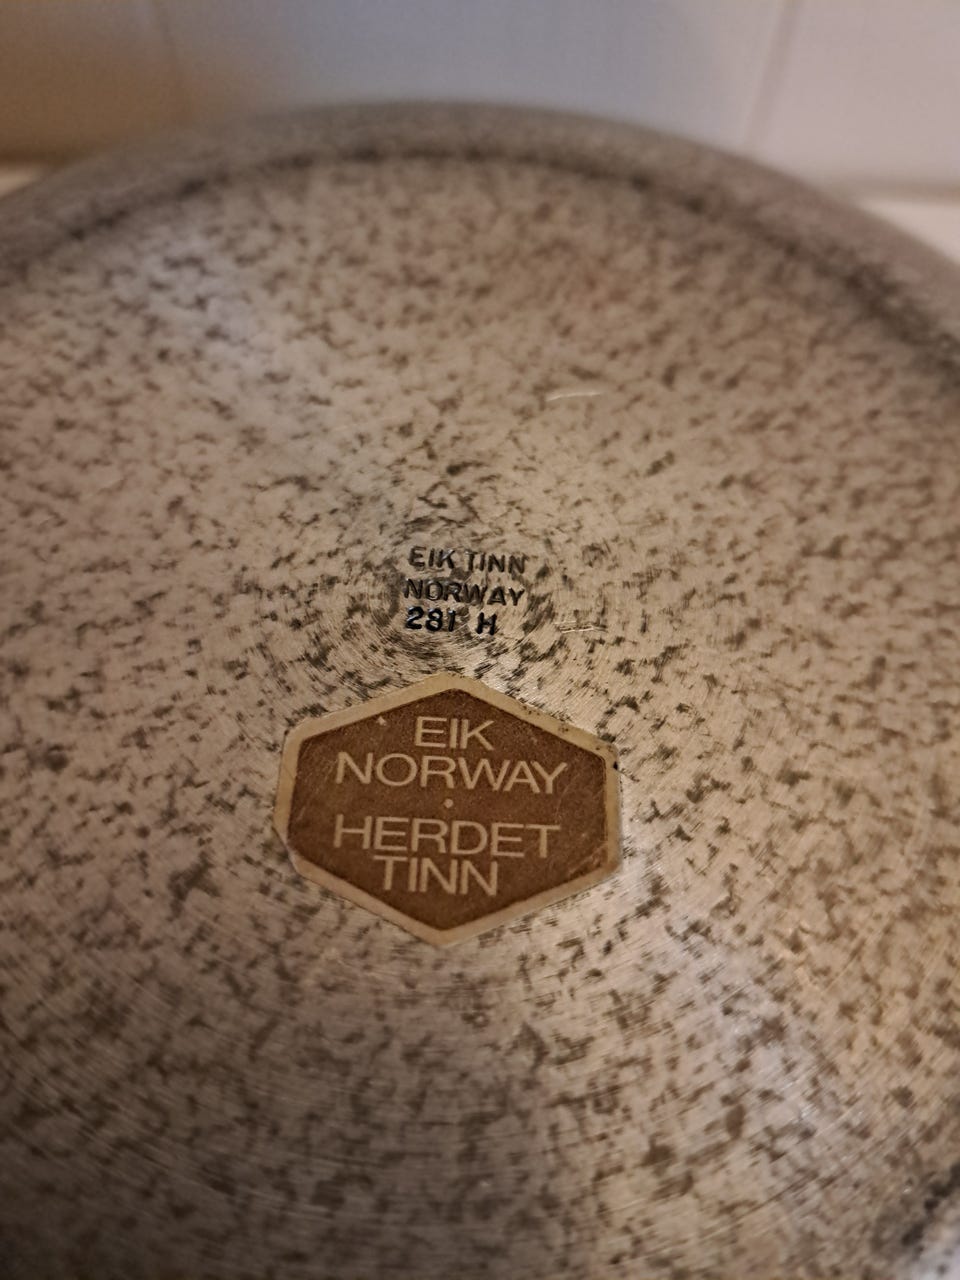 EIK TINN
NORWAY
281 H
EIK
NORWAY
·
HERDET
TINN